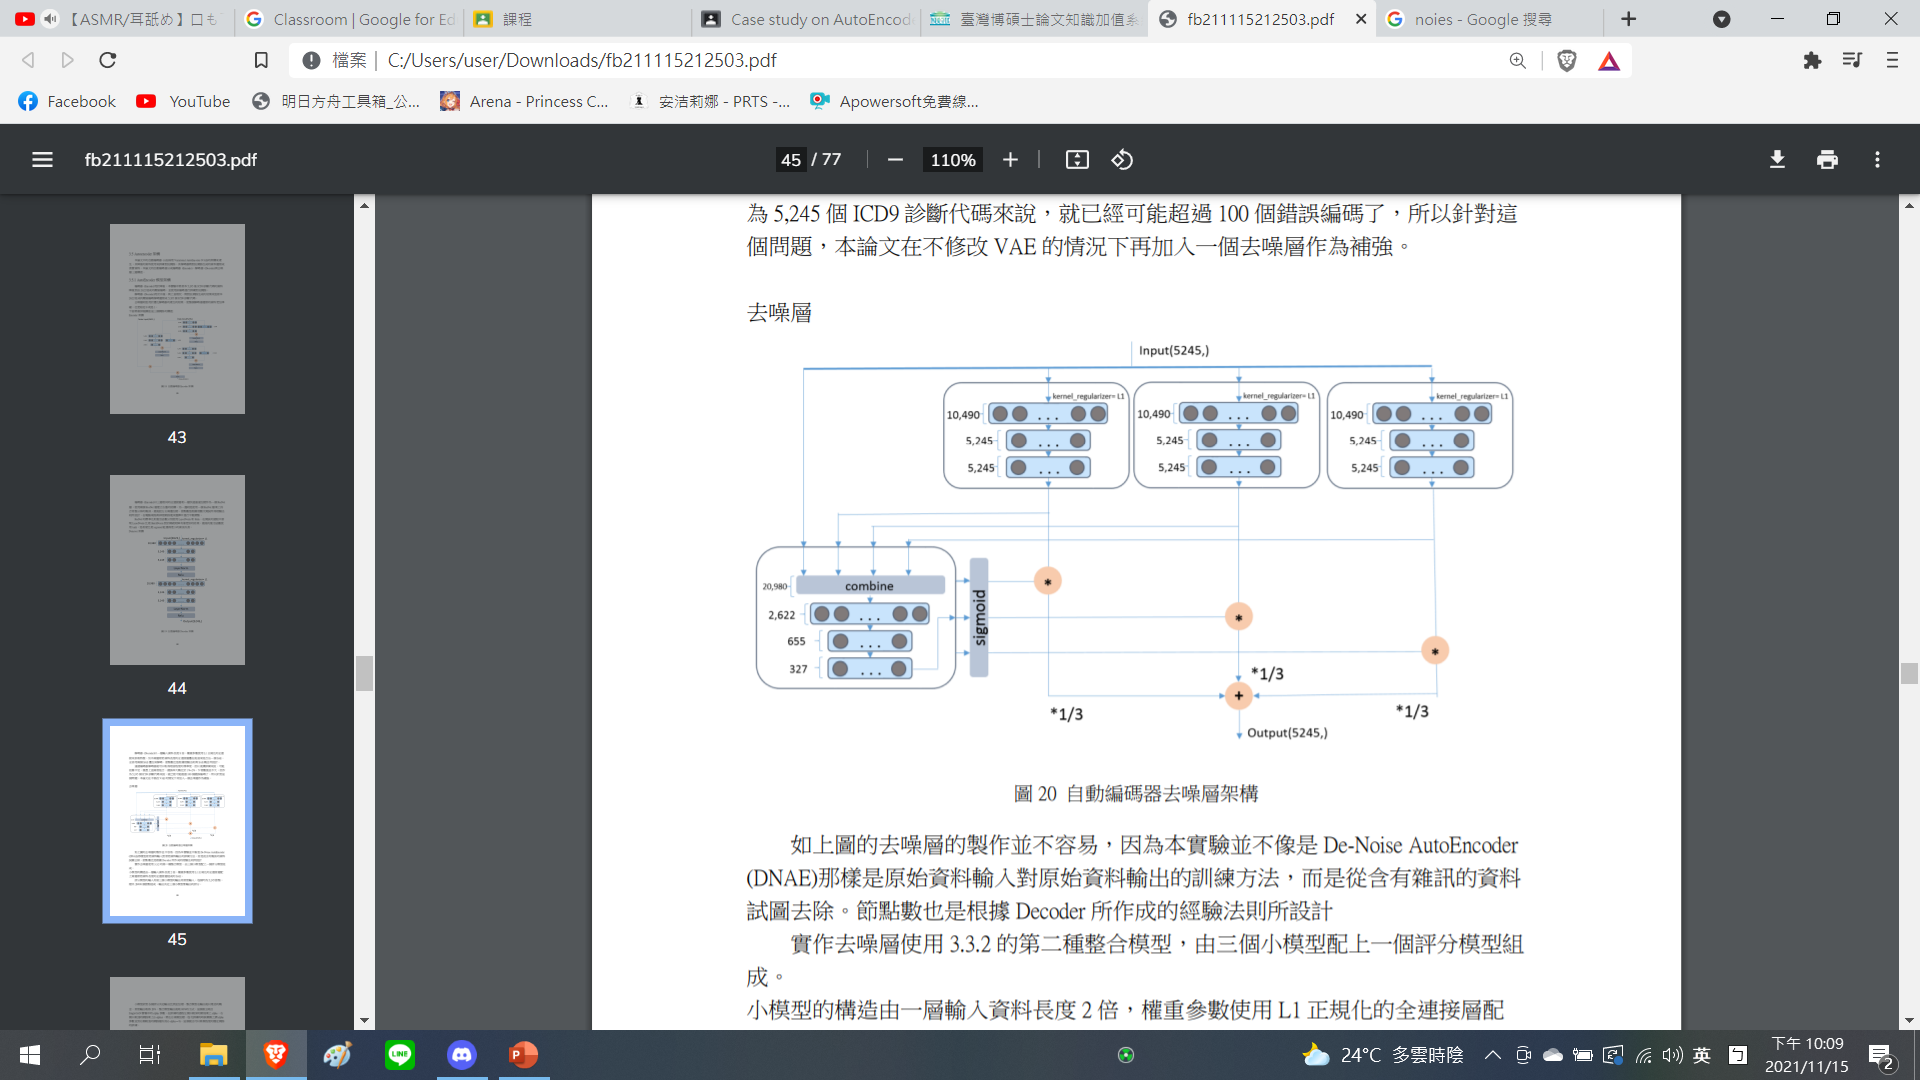 【ASMR/耳舐め】口も
Classroom | Google for Ed
課程
Case study on AutoEncod
臺灣博碩士論文知識加值系
fb211115212503.pdf
noies - Google 搜尋
檔案 | C:/Users/user/Downloads/fb211115212503.pdf
Facebook
YouTube
明日方舟工具箱_公...
Arena - Princess C...
安洁莉娜 - PRTS -...
Apowersoft免費線...
fb211115212503.pdf
45 / 77
110%
43
44
45
為 5,245 個 ICD9 診斷代碼來說，就已經可能超過 100 個錯誤編碼了，所以針對這
個問題，本論文在不修改 VAE 的情況下再加入一個去噪層作為補強。
去噪層
Input(5245,)
kernel_regularizer= L1
kernel_regularizer= L1
kernel_regularizer= L1
10,490
10,490
10,490
5,245
5,245
5,245
5,245
5,245
5,245
20,980
combine
2,622
655
327
sigmoid
*
*
*
*1/3
+
*1/3
*1/3
Output(5245,)
圖 20 自動編碼器去噪層架構
如上圖的去噪層的製作並不容易，因為本實驗並不像是 De-Noise AutoEncoder
(DNAE)那樣是原始資料輸入對原始資料輸出的訓練方法，而是從含有雜訊的資料
試圖去除。節點數也是根據 Decoder 所作成的經驗法則所設計
實作去噪層使用 3.3.2 的第二種整合模型，由三個小模型配上一個評分模型組
成。
小模型的構造由一層輸入資料長度 2 倍，權重參數使用 L1 正規化的全連接層配
24°C 多雲時陰
英
下午 10:09
2021/11/15
2